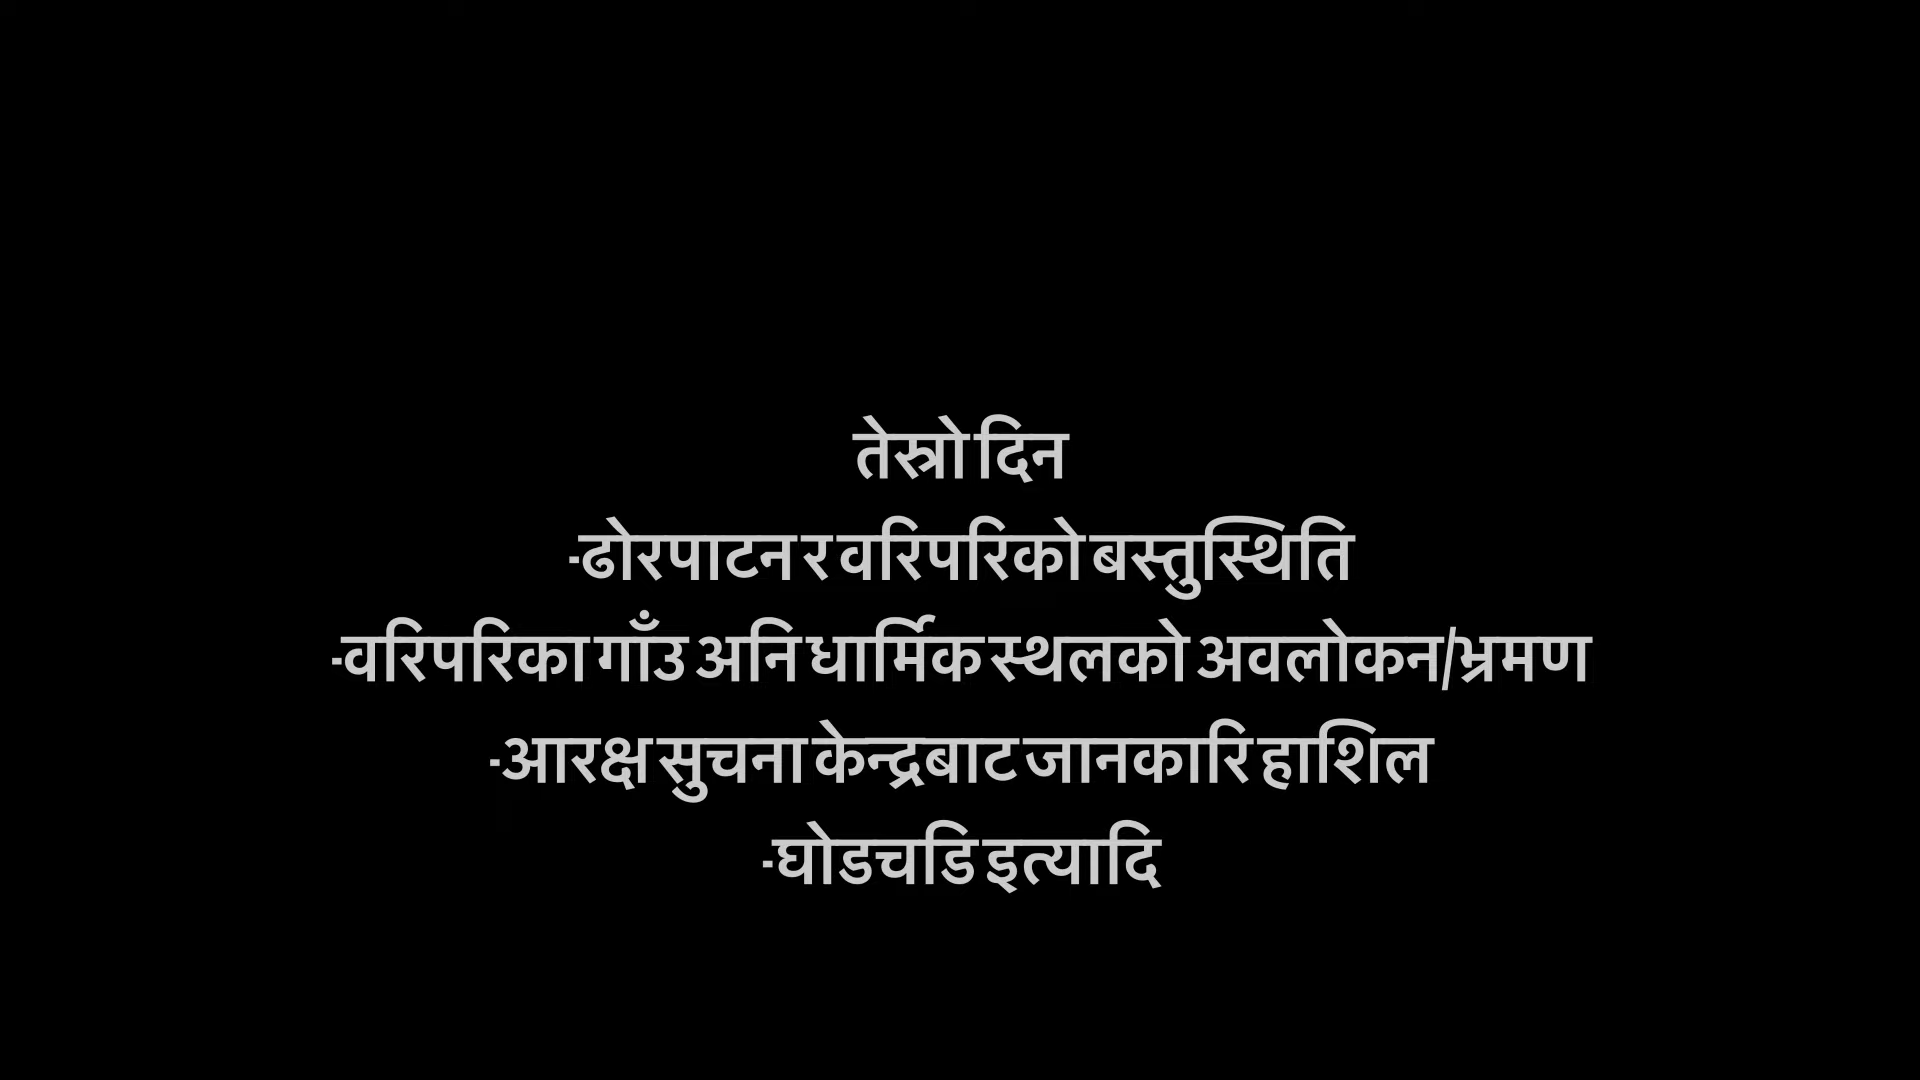 तेस्रो दिन
-ढोरपाटन र वरिपरिको बस्तुस्थिति
-वरिपरिका गाँउ अनि धार्मिक स्थलको अवलोकन/भ्रमण
-आरक्ष सुचना केन्द्रबाट जानकारि हाशिल
-घोडचडि इत्यादि